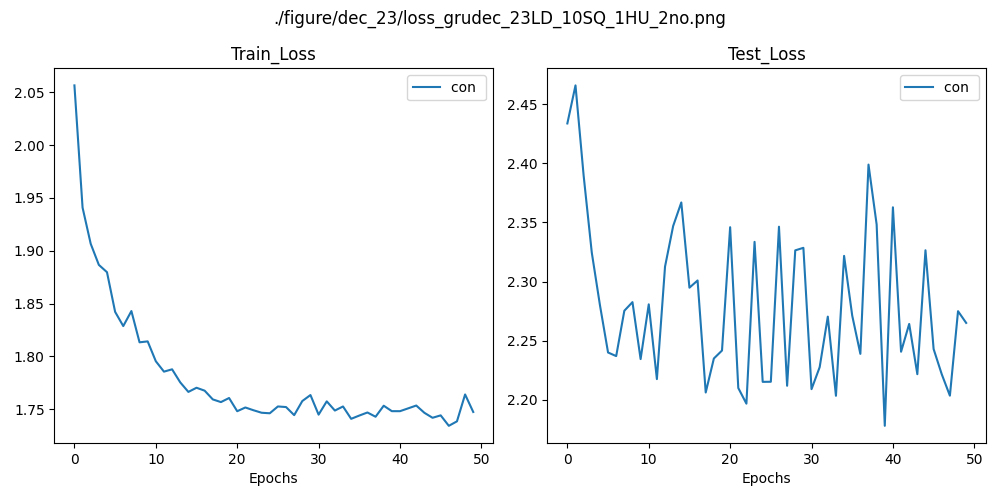 ./figure/dec_23/loss_grudec_23LD_10SQ_1HU_2no.png
Train_Loss
Test_Loss
con
con
2.05
2.00
1.95
1.90
1.85
1.80
1.75
0 10 20 30 40 50
Epochs
2.45
2.40
2.35
2.30
2.25
2.20
0 10 20 30 40 50
Epochs